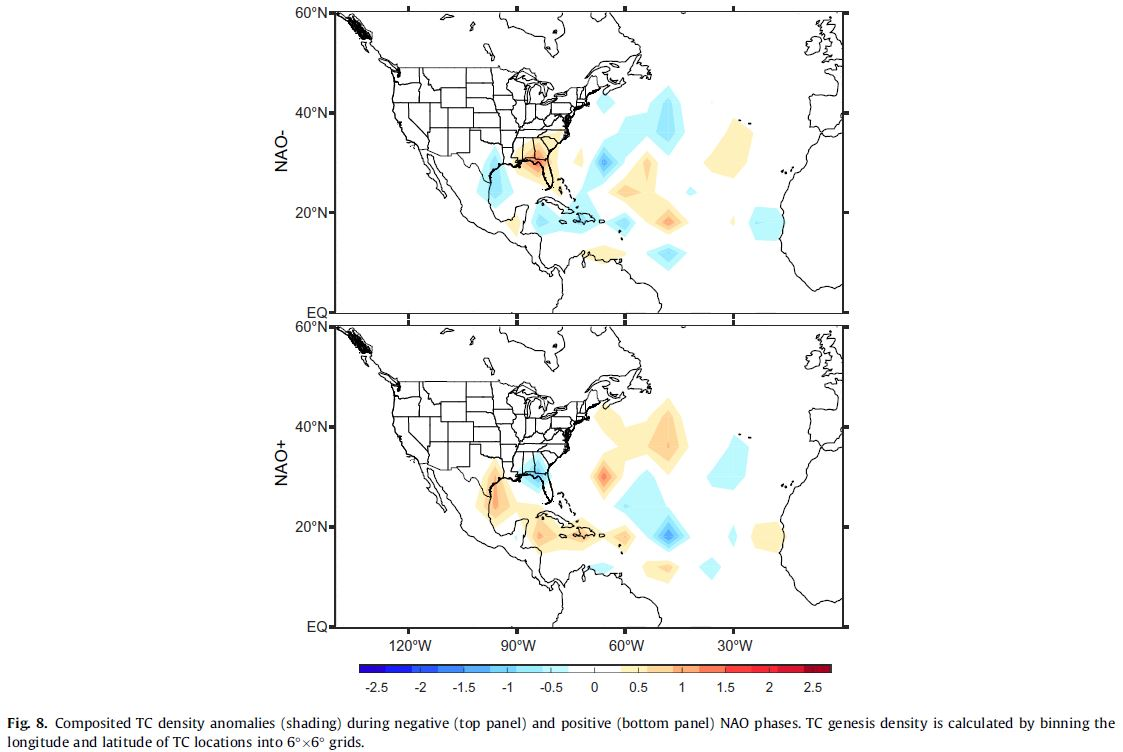 60°N
40°N
NAO-
20°N
EQ
60°N
40°N
NAO+
20°N
EQ
120°W 90°W 60°W 30°W
-2.5 -2 -1.5 -1 -0.5 0 0.5 1 1.5 2 2.5
Fig. 8. Composited TC density anomalies (shading) during negative (top panel) and positive (bottom panel) NAO phases. TC genesis density is calculated by binning the
longitude and latitude of TC locations into 6°×6° grids.